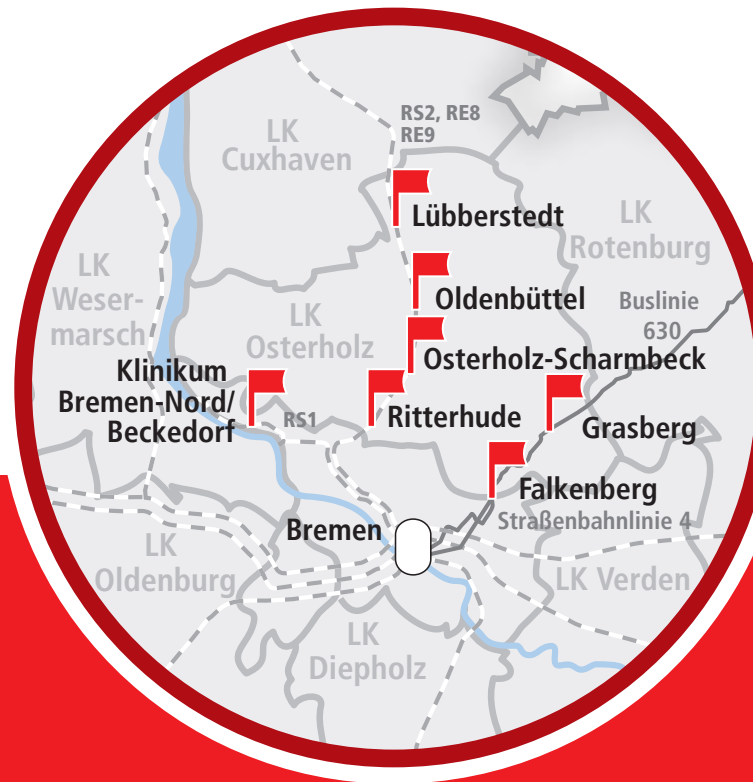 RS2, RE8
RE9
LK
Cuxhaven
Lübberstedt
LK
Rotenburg
LK
Weser-
marsch
Oldenbüttel
Buslinie
630
LK
Osterholz
Osterholz-Scharmbeck
Klinikum
Bremen-Nord/
Beckedorf
RS1
Ritterhude
Grasberg
Falkenberg
Straßenbahnlinie 4
Bremen
LK
Oldenburg
LK Verden
LK
Diepholz